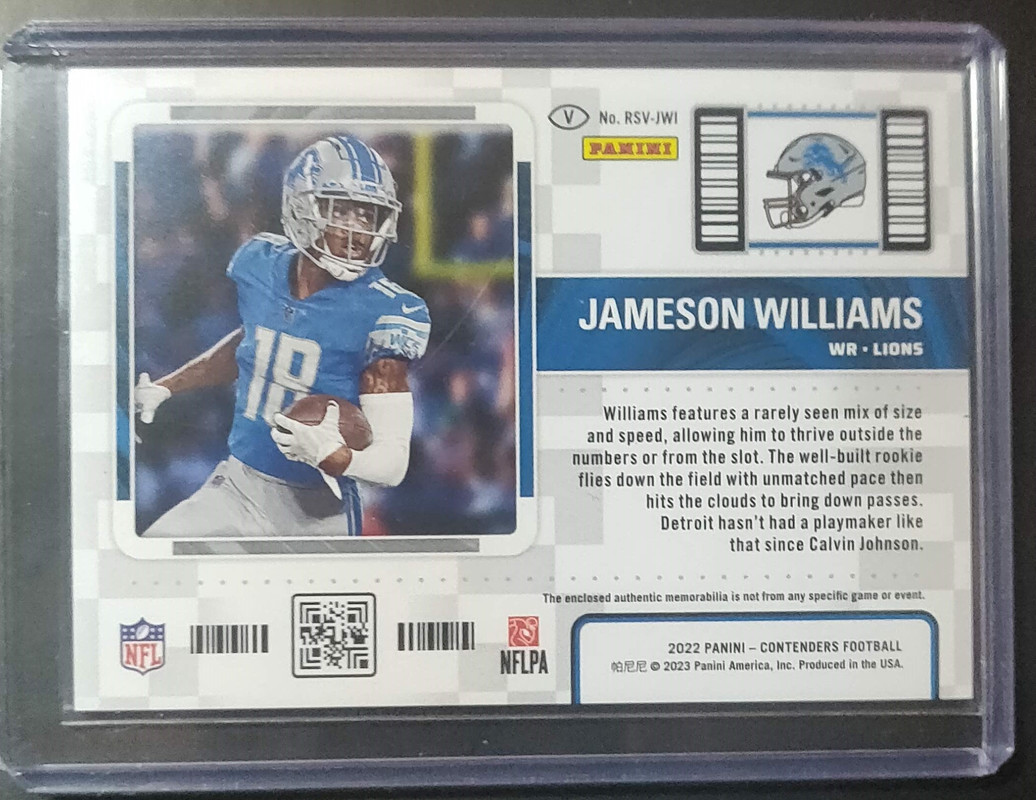 V
No. RSV-JWI
PANINI
JAMESON WILLIAMS
WR • LIONS
Williams features a rarely seen mix of size
and speed, allowing him to thrive outside the
numbers or from the slot. The well-built rookie
flies down the field with unmatched pace then
hits the clouds to bring down passes.
Detroit hasn't had a playmaker like
that since Calvin Johnson.
The enclosed authentic memorabilia is not from any specific game or event.
18
18
WCF
NFL
NFLPA
2022 PANINI – CONTENDERS FOOTBALL
帕尼尼 © 2023 Panini America, Inc. Produced in the USA.